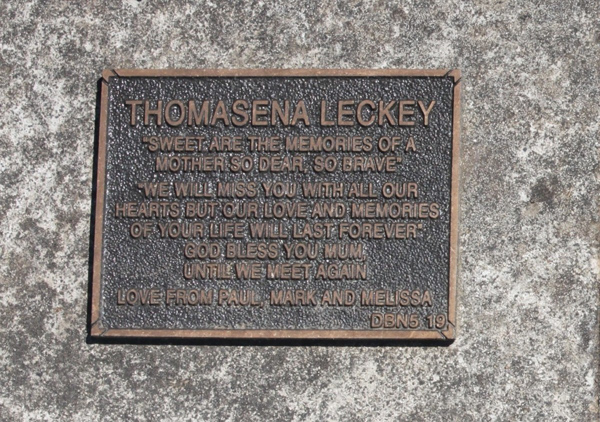 THOMASENA LECKEY
"SWEET ARE THE MEMORIES OF A
MOTHER SO DEAR, SO BRAVE"
"WE WILL MISS YOU WITH ALL OUR
HEARTS BUT OUR LOVE AND MEMORIES
OF YOUR LIFE WILL LAST FOREVER"
GOD BLESS YOU MUM,
UNTIL WE MEET AGAIN
LOVE FROM PAUL, MARK AND MELISSA
DBN5 19